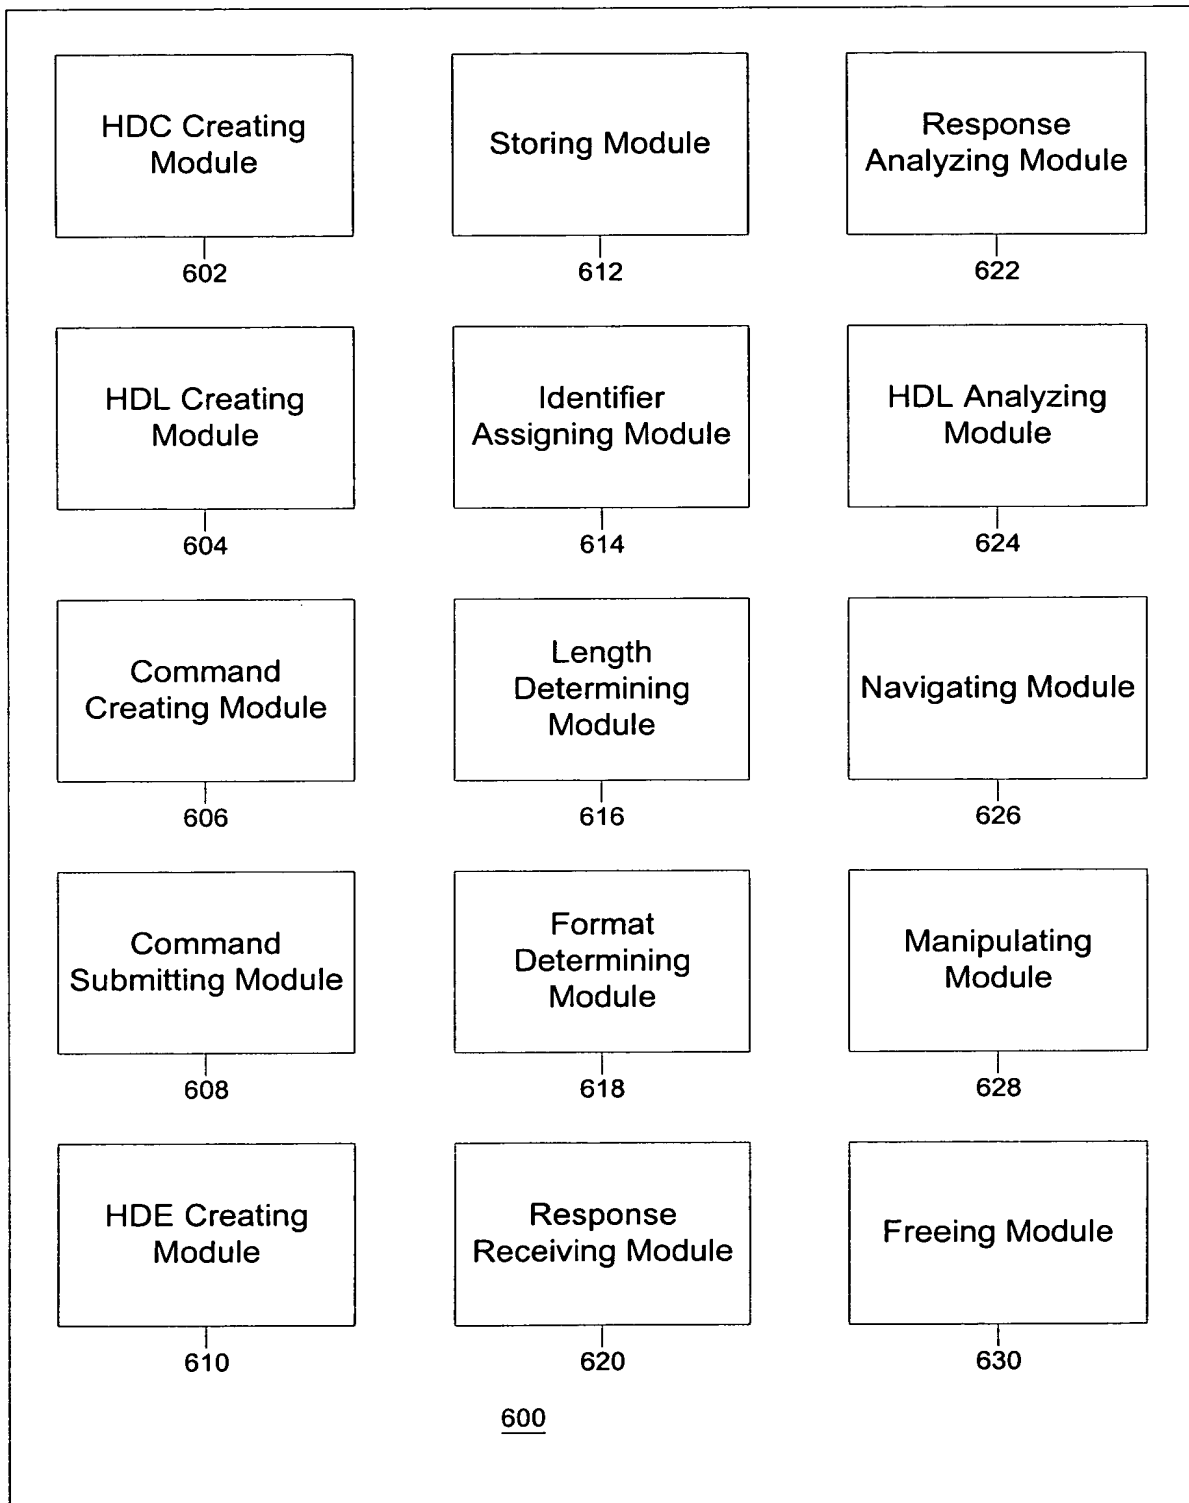 HDC Creating
Module
602
Storing Module
612
Response
Analyzing Module
622
HDL Creating
Module
604
Identifier
Assigning Module
614
HDL Analyzing
Module
624
Command
Creating Module
606
Length
Determining
Module
616
Navigating Module
626
Command
Submitting Module
608
Format
Determining
Module
618
Manipulating
Module
628
HDE Creating
Module
610
Response
Receiving Module
620
Freeing Module
630
600